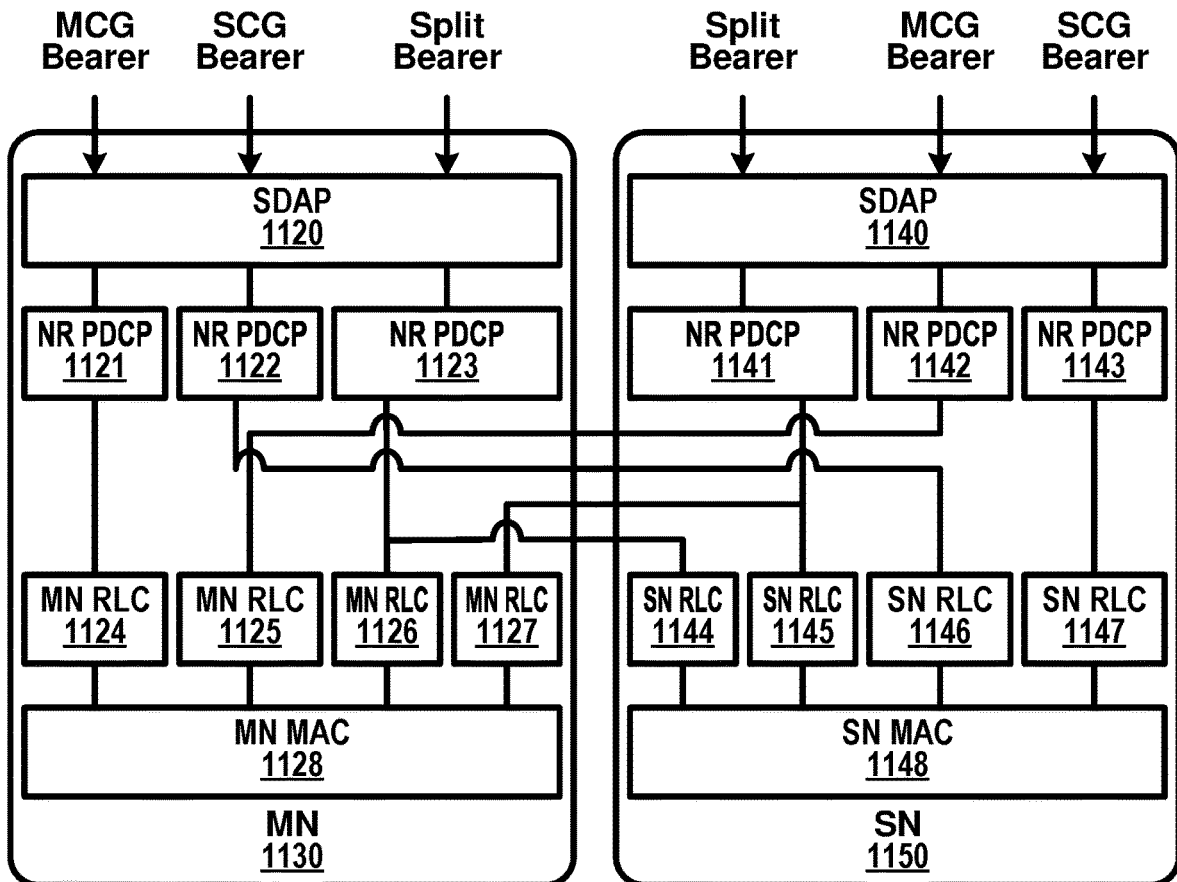 MCG Bearer
SCG Bearer
Split Bearer
Split Bearer
MCG Bearer
SCG Bearer
SDAP
1120
SDAP
1140
NR PDCP
1121
NR PDCP
1122
NR PDCP
1123
NR PDCP
1141
NR PDCP
1142
NR PDCP
1143
MN RLC
1124
MN RLC
1125
MN RLC
1126
MN RLC
1127
SN RLC
1144
SN RLC
1145
SN RLC
1146
SN RLC
1147
MN MAC
1128
SN MAC
1148
MN
1130
SN
1150